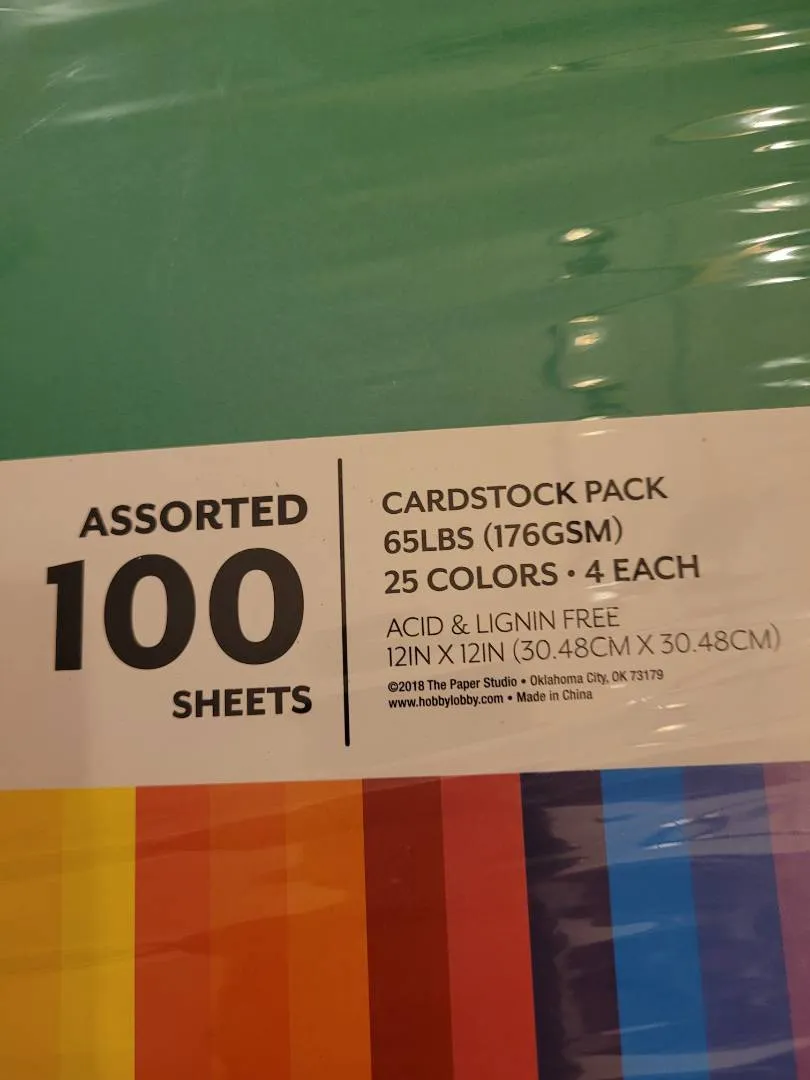 ASSORTED
100
SHEETS
CARDSTOCK PACK
65LBS (176GSM)
25 COLORS • 4 EACH
ACID & LIGNIN FREE
12IN X 12IN (30.48CM X 30.48CM)
©2018 The Paper Studio • Oklahoma City, OK 73179
www.hobbylobby.com • Made in China